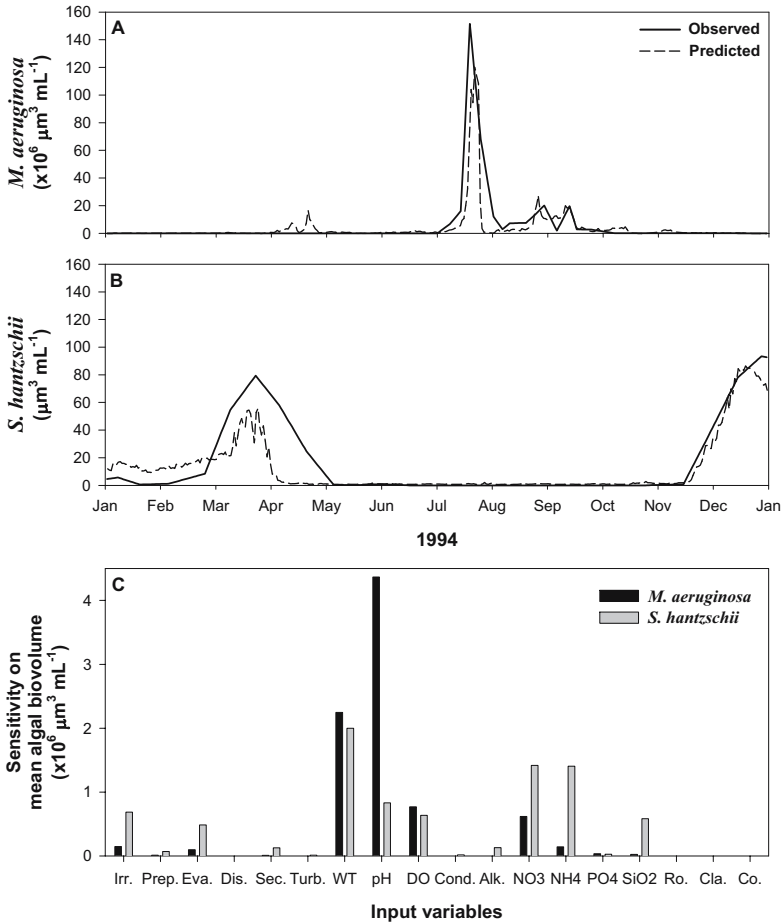 A
Observed
Predicted
M. aeruginosa
(x10⁶ μm³ mL⁻¹)
160
140
120
100
80
60
40
20
0
B
S. hantzschii
(μm³ mL⁻¹)
160
140
120
100
80
60
40
20
0
Jan Feb Mar Apr May Jun Jul Aug Sep Oct Nov Dec Jan
1994
C
M. aeruginosa
S. hantzschii
Sensitivity on
mean algal biovolume
(x10⁶ μm³ mL⁻¹)
4
3
2
1
0
Irr. Prep. Eva. Dis. Sec. Turb. WT pH DO Cond. Alk. NO3 NH4 PO4 SiO2 Ro. Cla. Co.
Input variables